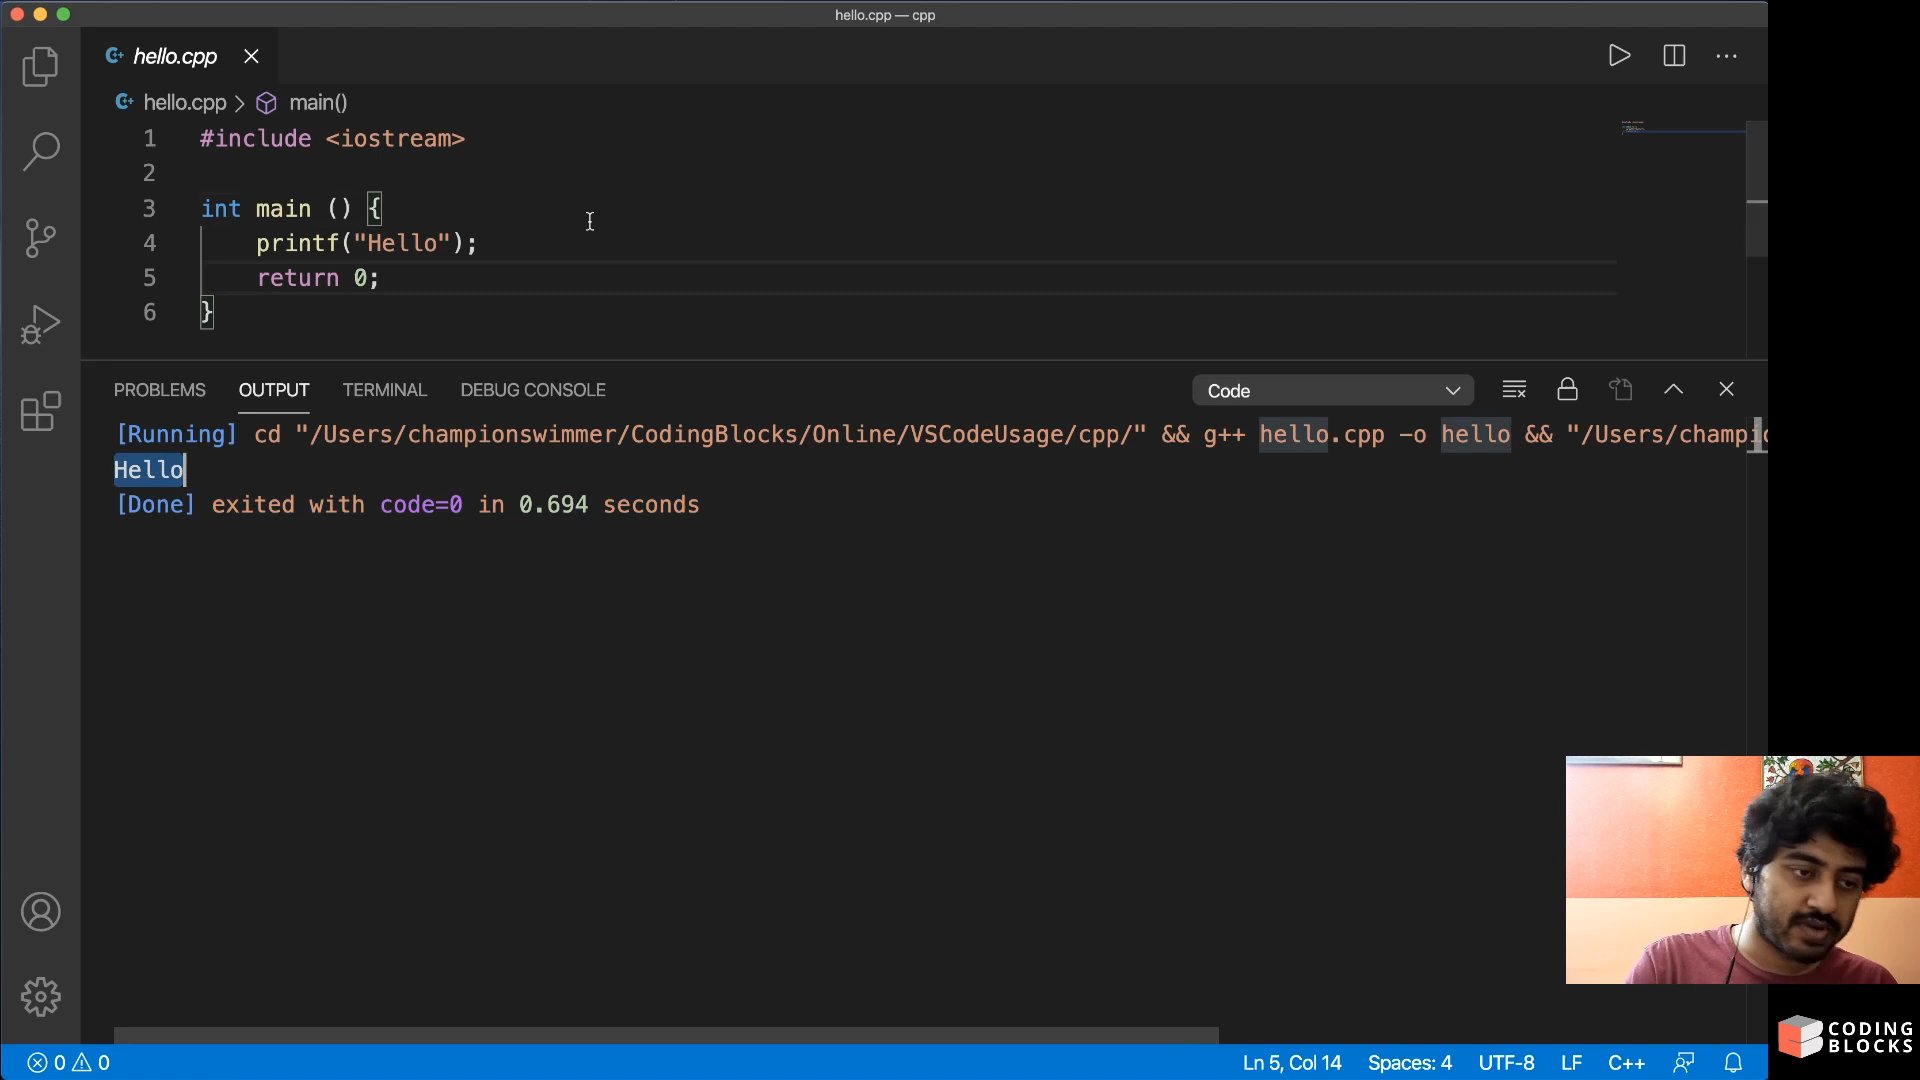 hello.cpp — cpp
hello.cpp
hello.cpp > main()
1 #include <iostream>
2
3 int main () {
4 printf("Hello");
5 return 0;
6 }
PROBLEMS OUTPUT TERMINAL DEBUG CONSOLE Code
[Running] cd "/Users/championswimmer/CodingBlocks/Online/VSCodeUsage/cpp/" && g++ hello.cpp -o hello && "/Users/champi
Hello
[Done] exited with code=0 in 0.694 seconds
CODING
BLOCKS
0 0 Ln 5, Col 14 Spaces: 4 UTF-8 LF C++